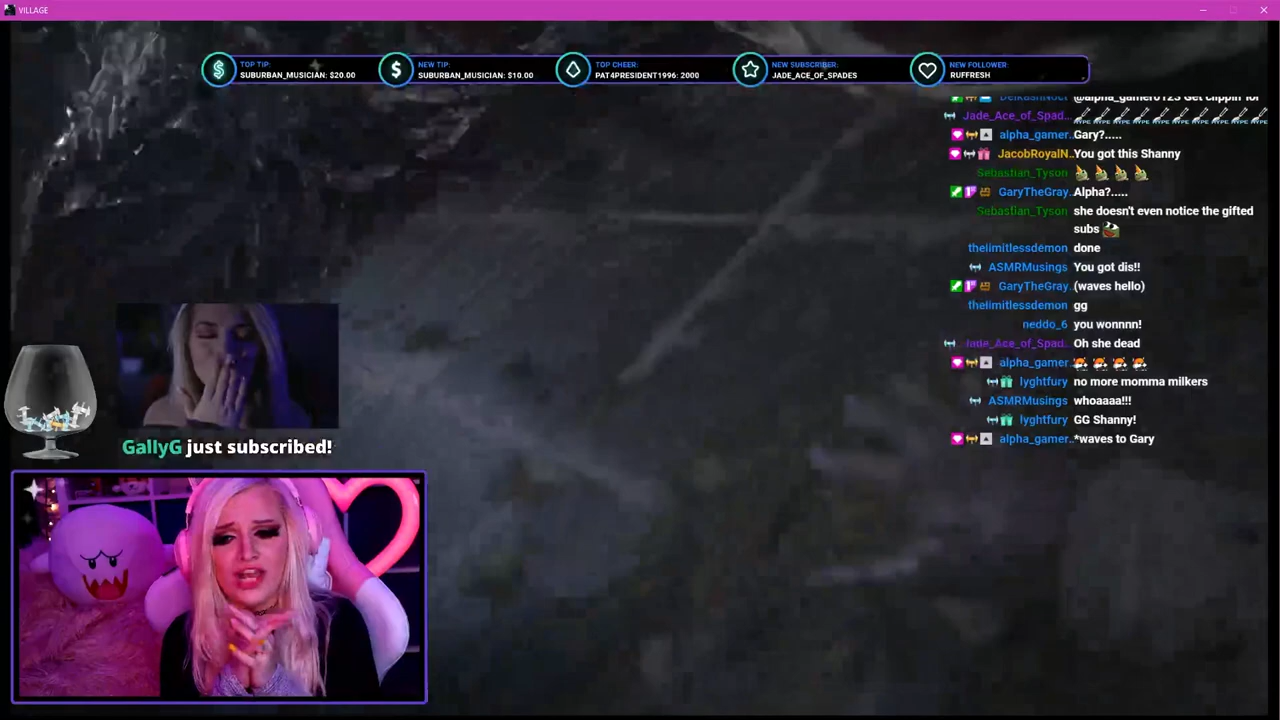 VILLAGE
TOP TIP:
SUBURBAN_MUSICIAN: $20.00
NEW TIP:
SUBURBAN_MUSICIAN: $10.00
TOP CHEER:
PAT4PRESIDENT1996: 2000
NEW SUBSCRIBER:
JADE_ACE_OF_SPADES
NEW FOLLOWER:
RUFFRESH
Jade_Ace_of_Spad...
alpha_gamer.. Gary?.....
JacobRoyalN.. You got this Shanny
Sebastian_Tyson
GaryTheGray.. Alpha?.....
Sebastian_Tyson she doesn't even notice the gifted
subs
thelimitlessdemon done
ASMRMusings You got dis!!
GaryTheGray.. (waves hello)
thelimitlessdemon gg
neddo_6 you wonnnn!
Jade_Ace_of_Spad... Oh she dead
alpha_gamer..
lyghtfury no more momma milkers
ASMRMusings whoaaaa!!!
lyghtfury GG Shanny!
alpha_gamer.. *waves to Gary
GallyG just subscribed!